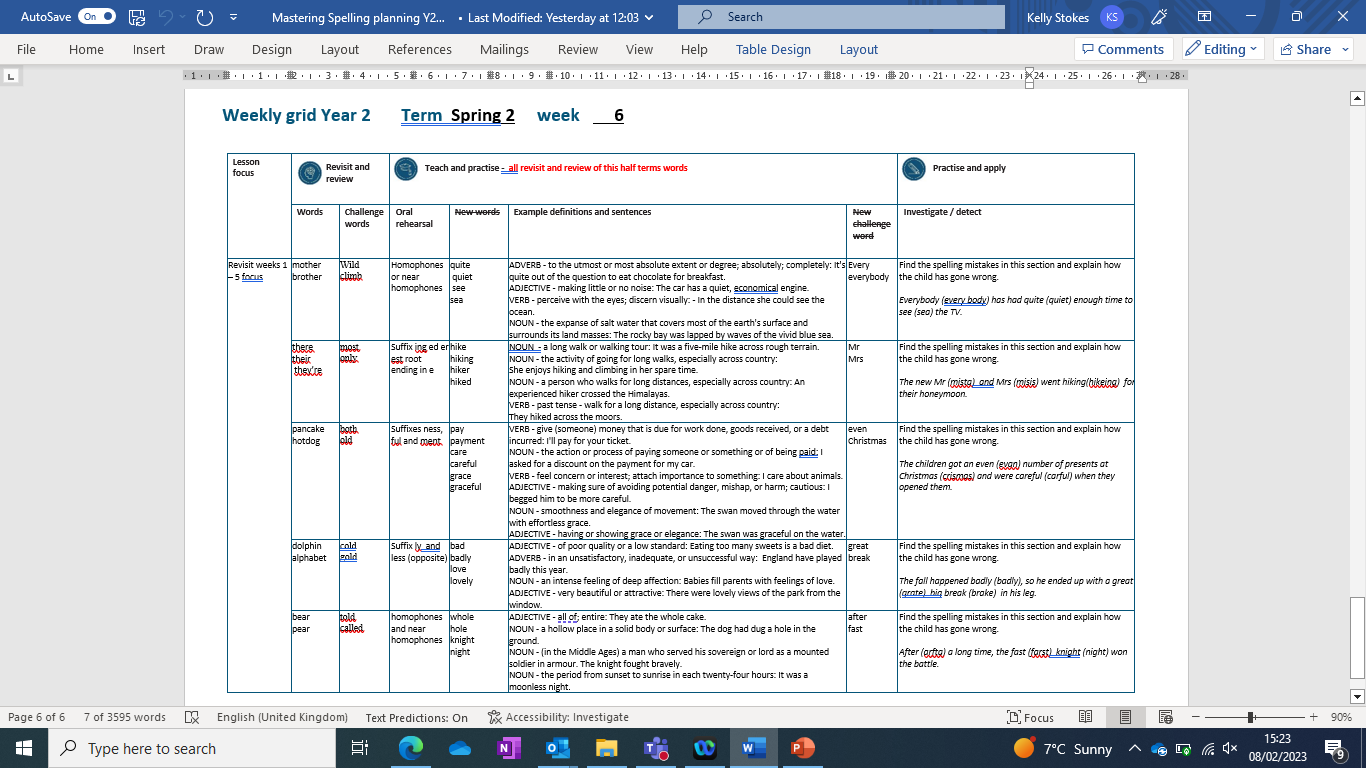 AutoSave On Mastering Spelling planning Y2... • Last Modified: Yesterday at 12:03 Search Kelly Stokes KS
File Home Insert Draw Design Layout References Mailings Review View Help Table Design Layout Comments Editing Share
1 1 2 3 4 5 6 7 8 9 10 11 12 13 14 15 16 17 18 19 20 21 22 23 24 25 26 27 28
Weekly grid Year 2 Term Spring 2 week 6
Lesson focus
Revisit and review
Teach and practise - all revisit and review of this half terms words
Practise and apply
Words
Challenge words
Oral rehearsal
New words
Example definitions and sentences
New challenge word
Investigate / detect
Revisit weeks 1
– 5 focus
mother
brother
Wild
climb
Homophones
or near
homophones
quite
quiet
see
sea
ADVERB - to the utmost or most absolute extent or degree; absolutely; completely: It's
quite out of the question to eat chocolate for breakfast.
ADJECTIVE - making little or no noise: The car has a quiet, economical engine.
VERB - perceive with the eyes; discern visually: - In the distance she could see the
ocean.
NOUN - the expanse of salt water that covers most of the earth's surface and
surrounds its land masses: The rocky bay was lapped by waves of the vivid blue sea.
Every
everybody
Find the spelling mistakes in this section and explain how
the child has gone wrong.
Everybody (every body) has had quite (quiet) enough time to
see (sea) the TV.
there
their
they're
most
only
Suffix ing ed er
est root
ending in e
hike
hiking
hiker
hiked
NOUN - a long walk or walking tour: It was a five-mile hike across rough terrain.
NOUN - the activity of going for long walks, especially across country:
She enjoys hiking and climbing in her spare time.
NOUN - a person who walks for long distances, especially across country: An
experienced hiker crossed the Himalayas.
VERB - past tense - walk for a long distance, especially across country:
They hiked across the moors.
Mr
Mrs
Find the spelling mistakes in this section and explain how
the child has gone wrong.
The new Mr (mista) and Mrs (misis) went hiking(hikeing) for
their honeymoon.
pancake
hotdog
both
old
Suffixes ness,
ful and ment
pay
payment
care
careful
grace
graceful
VERB - give (someone) money that is due for work done, goods received, or a debt
incurred: I'll pay for your ticket.
NOUN - the action or process of paying someone or something or of being paid: I
asked for a discount on the payment for my car.
VERB - feel concern or interest; attach importance to something: I care about animals.
ADJECTIVE - making sure of avoiding potential danger, mishap, or harm; cautious: I
begged him to be more careful.
NOUN - smoothness and elegance of movement: The swan moved through the water
with effortless grace.
ADJECTIVE - having or showing grace or elegance: The swan was graceful on the water.
even
Christmas
Find the spelling mistakes in this section and explain how
the child has gone wrong.
The children got an even (evan) number of presents at
Christmas (crismas) and were careful (carful) when they
opened them.
dolphin
alphabet
cold
gold
Suffix ly and
less (opposite)
bad
badly
love
lovely
ADJECTIVE - of poor quality or a low standard: Eating too many sweets is a bad diet.
ADVERB - in an unsatisfactory, inadequate, or unsuccessful way: England have played
badly this year.
NOUN - an intense feeling of deep affection: Babies fill parents with feelings of love.
ADJECTIVE - very beautiful or attractive: There were lovely views of the park from the
window.
great
break
Find the spelling mistakes in this section and explain how
the child has gone wrong.
The fall happened badly (badly), so he ended up with a great
(grate) big break (brake) in his leg.
bear
pear
told
called
homophones
and near
homophones
whole
hole
knight
night
ADJECTIVE - all of; entire: They ate the whole cake.
NOUN - a hollow place in a solid body or surface: The dog had dug a hole in the
ground.
NOUN - (in the Middle Ages) a man who served his sovereign or lord as a mounted
soldier in armour. The knight fought bravely.
NOUN - the period from sunset to sunrise in each twenty-four hours: It was a
moonless night.
after
fast
Find the spelling mistakes in this section and explain how
the child has gone wrong.
After (arfta) a long time, the fast (farst) knight (night) won
the battle.
Page 6 of 6 7 of 3595 words English (United Kingdom) Text Predictions: On Accessibility: Investigate Focus 90%
Type here to search 7°C Sunny 15:23
08/02/2023 9